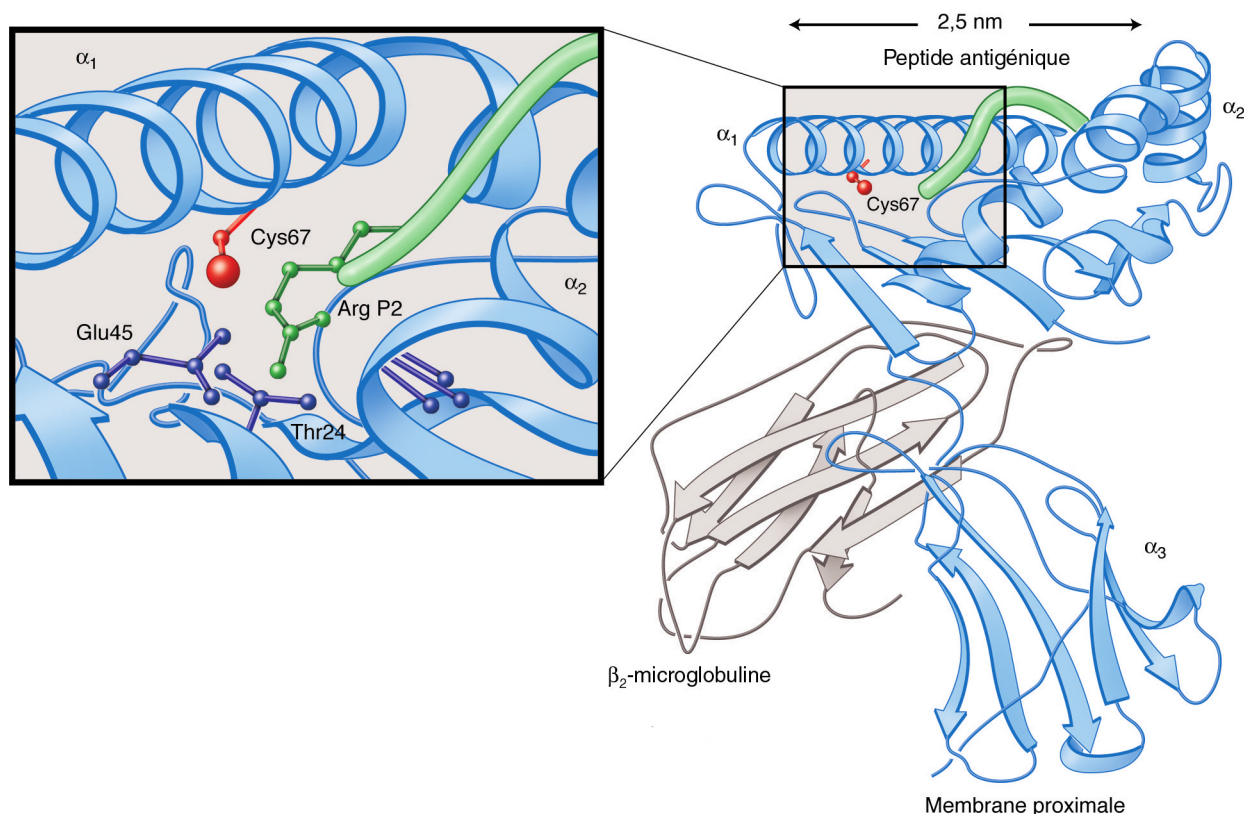 2,5 nm
Peptide antigénique
α1
α2
α1
Cys67
Cys67
α2
Arg P2
Glu45
Thr24
α3
β2-microglobuline
Membrane proximale